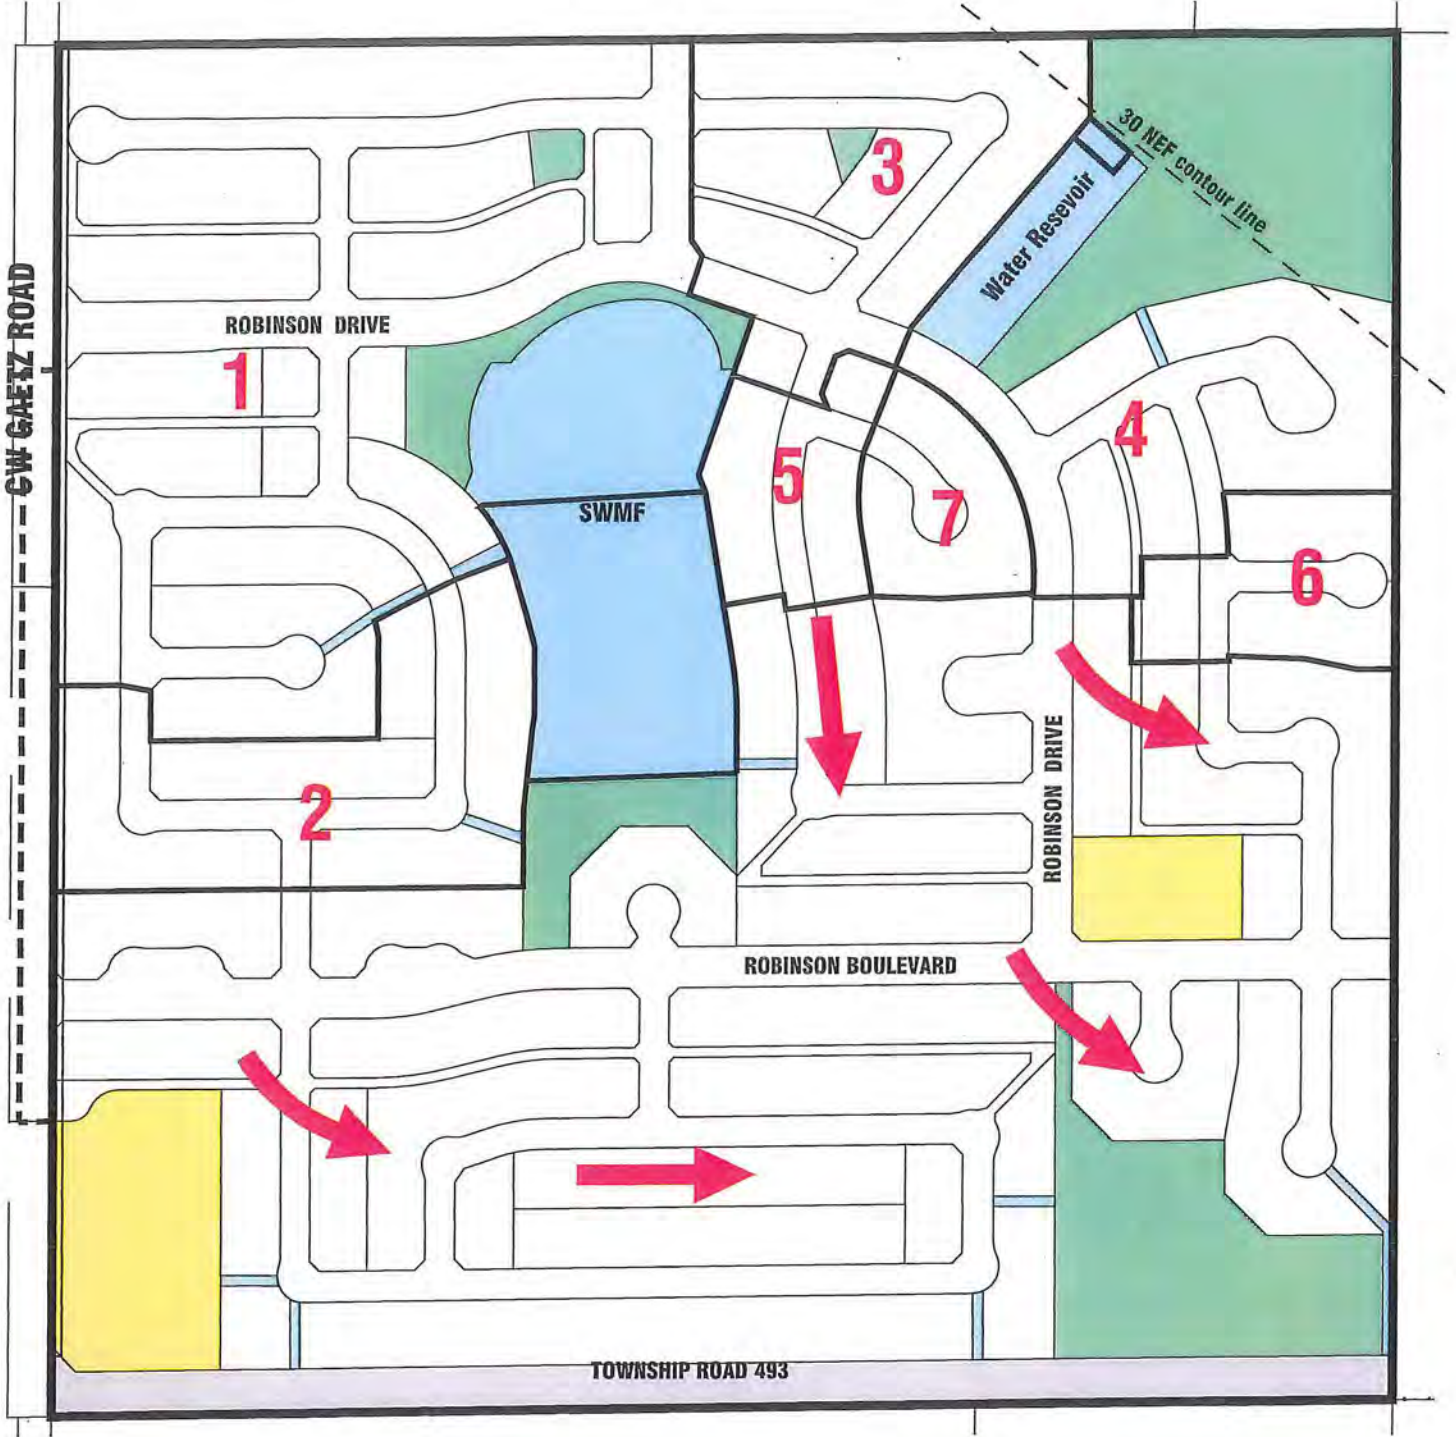 30 NEF contour line
3
Water Resevoir
ROBINSON DRIVE
1
CW GAETZ ROAD
4
5
7
SWMF
6
ROBINSON DRIVE
2
ROBINSON BOULEVARD
TOWNSHIP ROAD 493